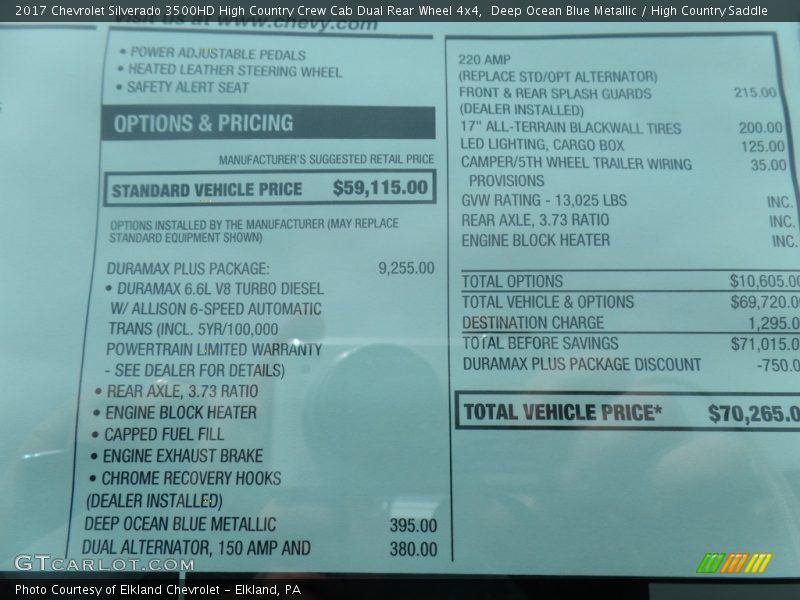 2017 Chevrolet Silverado 3500HD High Country Crew Cab Dual Rear Wheel 4x4, Deep Ocean Blue Metallic / High Country Saddle
Visit us at www.chevy.com
• POWER ADJUSTABLE PEDALS
• HEATED LEATHER STEERING WHEEL
• SAFETY ALERT SEAT
OPTIONS & PRICING
MANUFACTURER'S SUGGESTED RETAIL PRICE
STANDARD VEHICLE PRICE $59,115.00
OPTIONS INSTALLED BY THE MANUFACTURER (MAY REPLACE
STANDARD EQUIPMENT SHOWN)
DURAMAX PLUS PACKAGE: 9,255.00
• DURAMAX 6.6L V8 TURBO DIESEL
W/ ALLISON 6-SPEED AUTOMATIC
TRANS (INCL. 5YR/100,000
POWERTRAIN LIMITED WARRANTY
- SEE DEALER FOR DETAILS)
• REAR AXLE, 3.73 RATIO
• ENGINE BLOCK HEATER
• CAPPED FUEL FILL
• ENGINE EXHAUST BRAKE
• CHROME RECOVERY HOOKS
(DEALER INSTALLED)
DEEP OCEAN BLUE METALLIC 395.00
DUAL ALTERNATOR, 150 AMP AND 380.00
220 AMP
(REPLACE STD/OPT ALTERNATOR)
FRONT & REAR SPLASH GUARDS 215.00
(DEALER INSTALLED)
17" ALL-TERRAIN BLACKWALL TIRES 200.00
LED LIGHTING, CARGO BOX 125.00
CAMPER/5TH WHEEL TRAILER WIRING 35.00
PROVISIONS
GVW RATING - 13,025 LBS INC.
REAR AXLE, 3.73 RATIO INC.
ENGINE BLOCK HEATER INC.
TOTAL OPTIONS $10,605.00
TOTAL VEHICLE & OPTIONS $69,720.0
DESTINATION CHARGE 1,295.0
TOTAL BEFORE SAVINGS $71,015.0
DURAMAX PLUS PACKAGE DISCOUNT -750.0
TOTAL VEHICLE PRICE* $70,265.0
GTcarlot.com
Photo Courtesy of Elkland Chevrolet - Elkland, PA